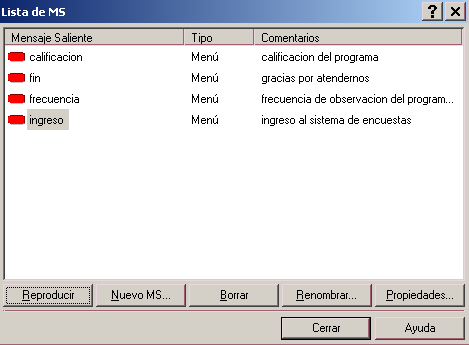 Lista de MS
Mensaje Saliente Tipo Comentarios
calificacion Menú calificacion del programa
fin Menú gracias por atendernos
frecuencia Menú frecuencia de observacion del program...
ingreso Menú ingreso al sistema de encuestas
Reproducir Nuevo MS... Borrar Renombrar... Propiedades...
Cerrar Ayuda